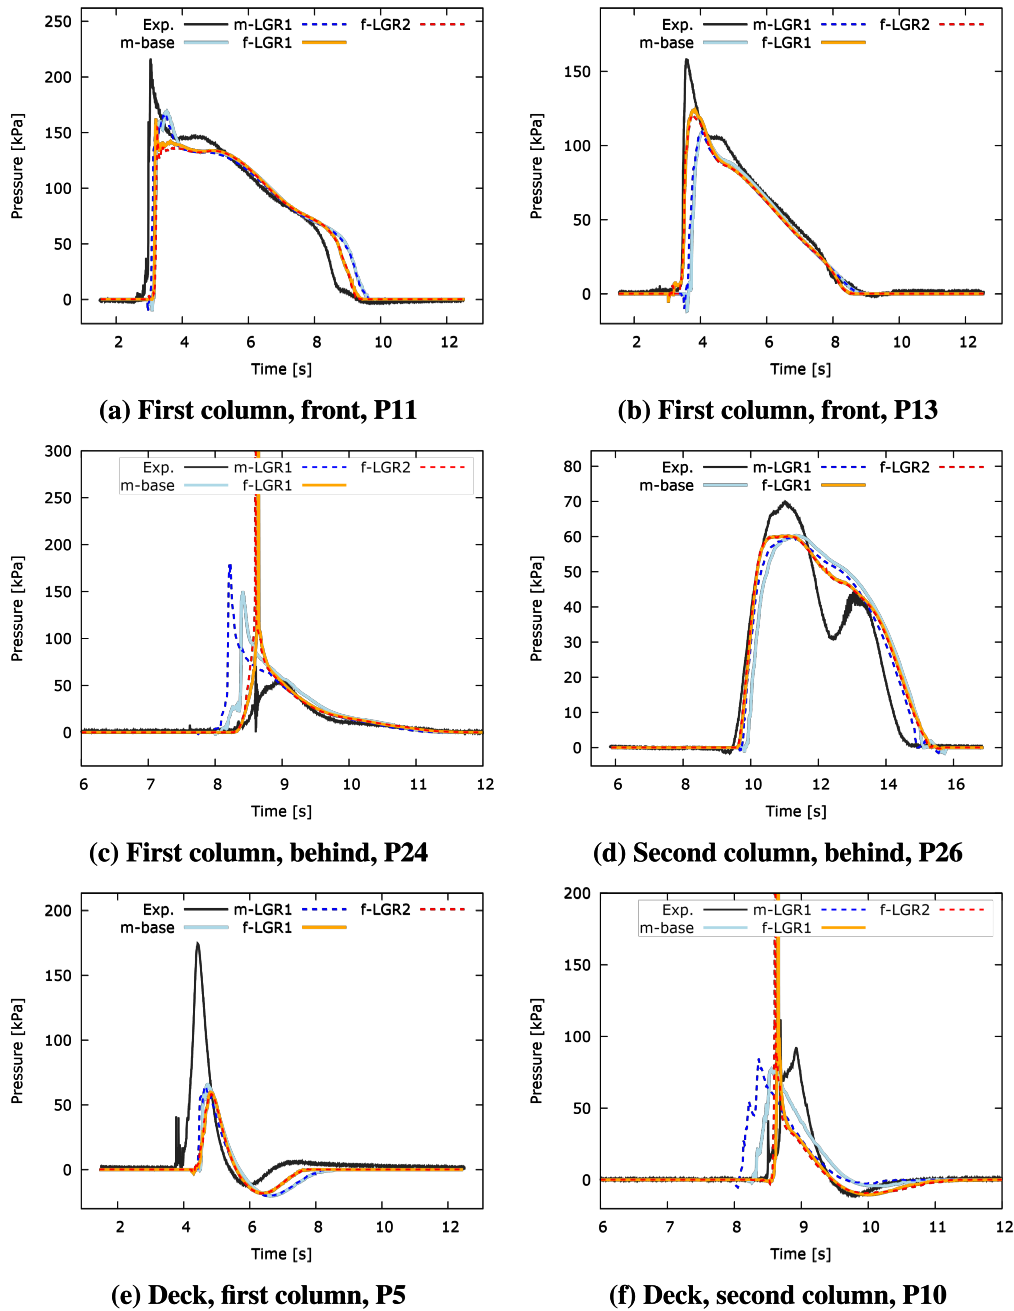 Exp. m-LGR1 f-LGR2
m-base f-LGR1
250
200
150
100
50
0
Pressure [kPa]
2 4 6 8 10 12
Time [s]
(a) First column, front, P11
Exp. m-LGR1 f-LGR2
m-base f-LGR1
150
100
50
0
Pressure [kPa]
2 4 6 8 10 12
Time [s]
(b) First column, front, P13
Exp. m-LGR1 f-LGR2
m-base f-LGR1
300
250
200
150
100
50
0
Pressure [kPa]
6 7 8 9 10 11 12
Time [s]
(c) First column, behind, P24
Exp. m-LGR1 f-LGR2
m-base f-LGR1
80
70
60
50
40
30
20
10
0
Pressure [kPa]
6 8 10 12 14 16
Time [s]
(d) Second column, behind, P26
Exp. m-LGR1 f-LGR2
m-base f-LGR1
200
150
100
50
0
Pressure [kPa]
2 4 6 8 10 12
Time [s]
(e) Deck, first column, P5
Exp. m-LGR1 f-LGR2
m-base f-LGR1
200
150
100
50
0
Pressure [kPa]
6 7 8 9 10 11 12
Time [s]
(f) Deck, second column, P10